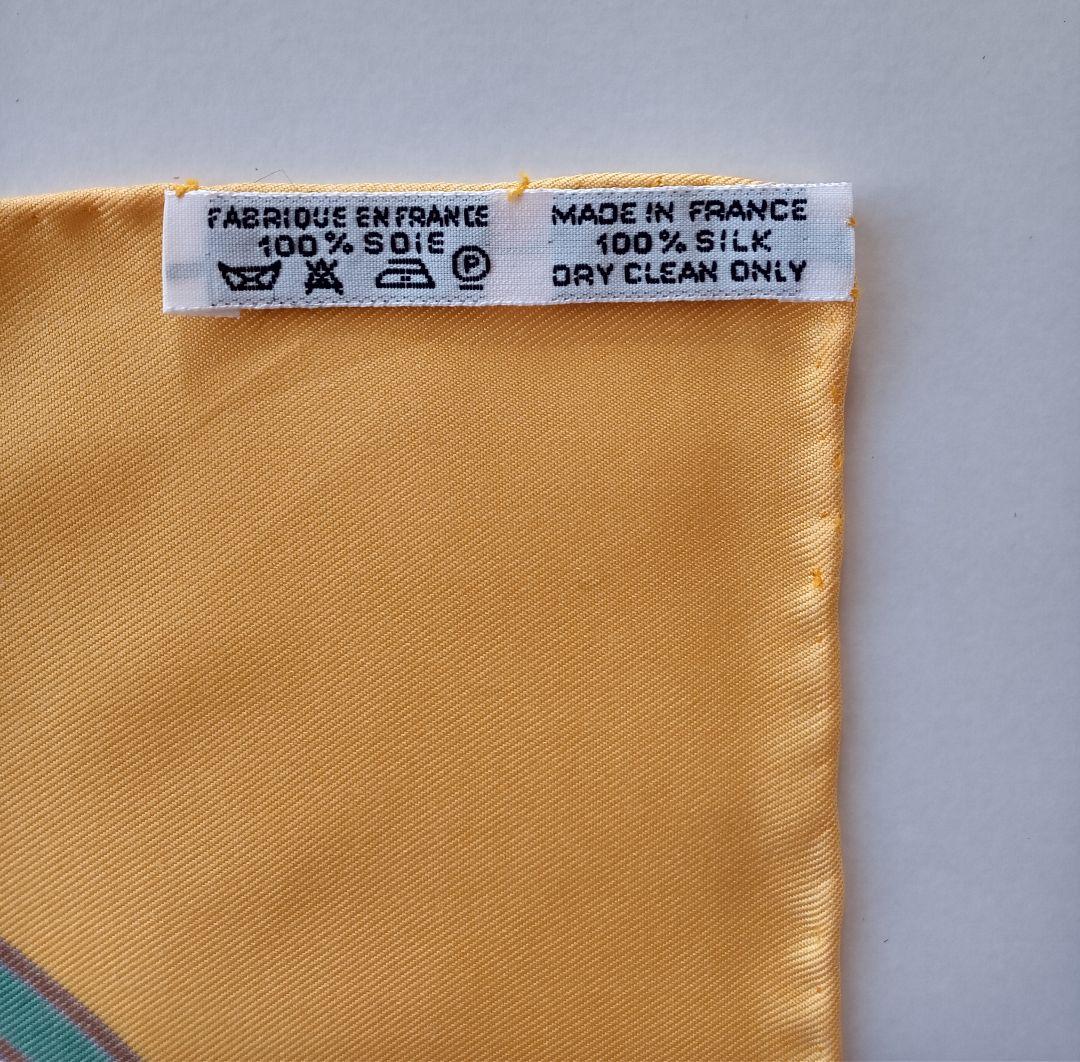 FABRIQUE EN FRANCE
100% SOIE
P
MADE IN FRANCE
100% SILK
DRY CLEAN ONLY